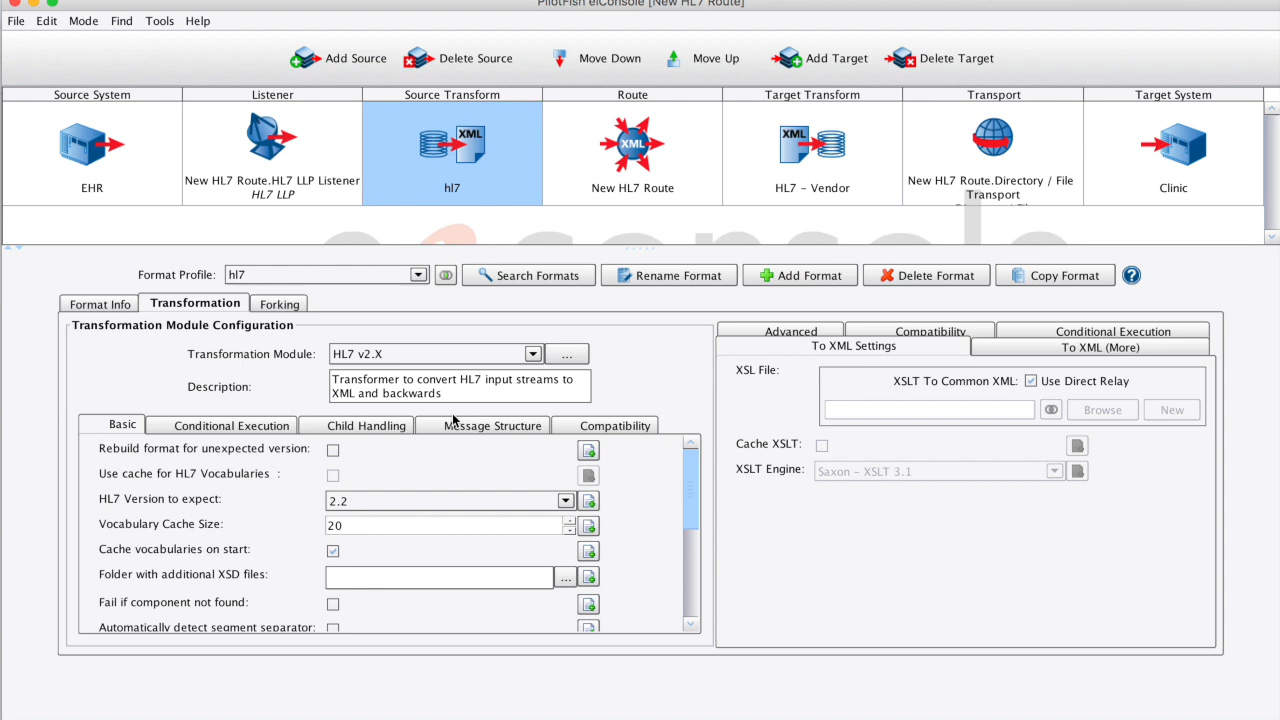 PilotFish eiConsole [New HL7 Route]
File Edit Mode Find Tools Help
Add Source Delete Source Move Down Move Up Add Target Delete Target
Source System Listener Source Transform Route Target Transform Transport Target System
XML XML XML
EHR New HL7 Route.HL7 LLP Listener hl7 New HL7 Route HL7 - Vendor New HL7 Route.Directory / File Clinic
HL7 LLP Transport
eiconsole
Format Profile: hl7 Search Formats Rename Format Add Format Delete Format Copy Format ?
Format Info Transformation Forking
Transformation Module Configuration
Advanced Compatibility Conditional Execution
To XML Settings To XML (More)
Transformation Module: HL7 v2.X ...
XSL File:
Description: Transformer to convert HL7 input streams to
XML and backwards
XSLT To Common XML: Use Direct Relay
Browse New
Basic Conditional Execution Child Handling Message Structure Compatibility
Rebuild format for unexpected version:
Cache XSLT:
Use cache for HL7 Vocabularies :
XSLT Engine: Saxon - XSLT 3.1
HL7 Version to expect: 2.2
Vocabulary Cache Size: 20
Cache vocabularies on start:
Folder with additional XSD files: ...
Fail if component not found:
Automatically detect segment separator: